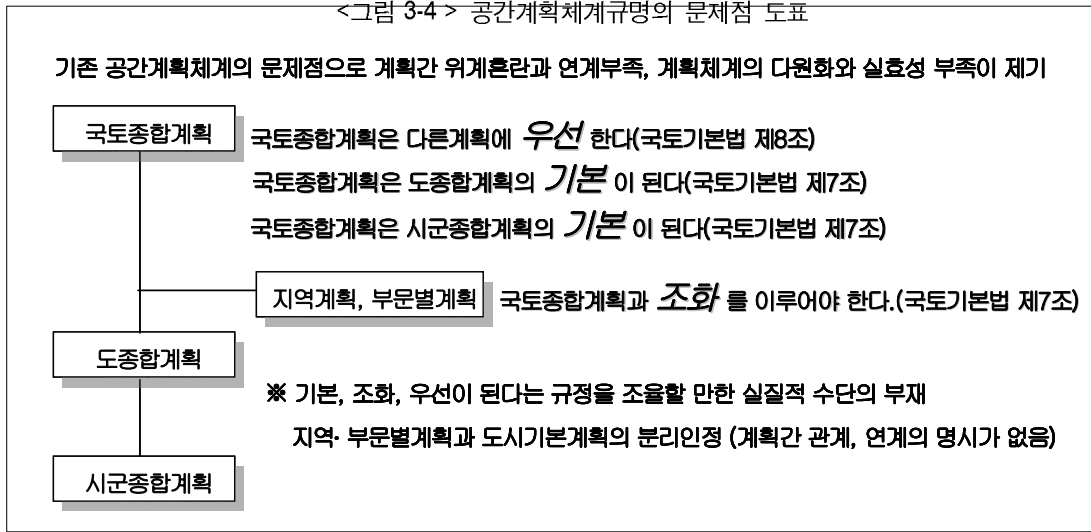 <그림 3-4 > 공간계획체계규명의 문제점 도표
기존 공간계획체계의 문제점으로 계획간 위계혼란과 연계부족, 계획체계의 다원화와 실효성 부족이 제기
국토종합계획
국토종합계획은 다른계획에 우선 한다(국토기본법 제8조)
국토종합계획은 도종합계획의 기본 이 된다(국토기본법 제7조)
국토종합계획은 시군종합계획의 기본 이 된다(국토기본법 제7조)
지역계획, 부문별계획
국토종합계획과 조화 를 이루어야 한다.(국토기본법 제7조)
도종합계획
※ 기본, 조화, 우선이 된다는 규정을 조율할 만한 실질적 수단의 부재
지역· 부문별계획과 도시기본계획의 분리인정 (계획간 관계, 연계의 명시가 없음)
시군종합계획